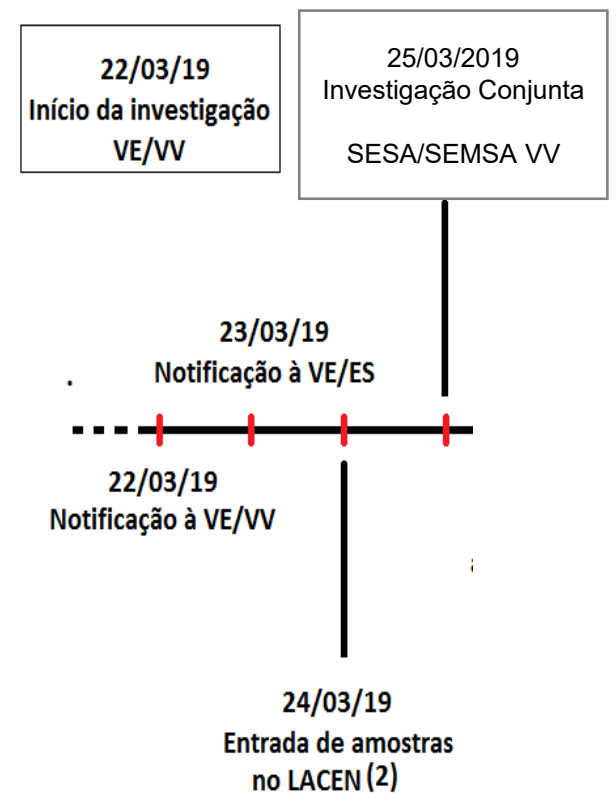 22/03/19
Início da investigação
VE/VV
25/03/2019
Investigação Conjunta
SESA/SEMSA VV
23/03/19
Notificação à VE/ES
22/03/19
Notificação à VE/VV
24/03/19
Entrada de amostras
no LACEN (2)